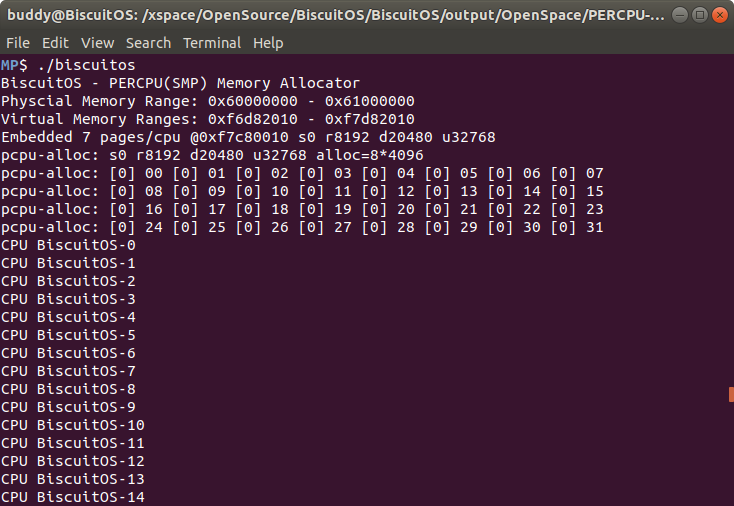 buddy@BiscuitOS: /xspace/OpenSource/BiscuitOS/BiscuitOS/output/OpenSpace/PERCPU-...
File Edit View Search Terminal Help
MP$ ./biscuitos
BiscuitOS - PERCPU(SMP) Memory Allocator
Physcial Memory Range: 0x60000000 - 0x61000000
Virtual Memory Ranges: 0xf6d82010 - 0xf7d82010
Embedded 7 pages/cpu @0xf7c80010 s0 r8192 d20480 u32768
pcpu-alloc: s0 r8192 d20480 u32768 alloc=8*4096
pcpu-alloc: [0] 00 [0] 01 [0] 02 [0] 03 [0] 04 [0] 05 [0] 06 [0] 07
pcpu-alloc: [0] 08 [0] 09 [0] 10 [0] 11 [0] 12 [0] 13 [0] 14 [0] 15
pcpu-alloc: [0] 16 [0] 17 [0] 18 [0] 19 [0] 20 [0] 21 [0] 22 [0] 23
pcpu-alloc: [0] 24 [0] 25 [0] 26 [0] 27 [0] 28 [0] 29 [0] 30 [0] 31
CPU BiscuitOS-0
CPU BiscuitOS-1
CPU BiscuitOS-2
CPU BiscuitOS-3
CPU BiscuitOS-4
CPU BiscuitOS-5
CPU BiscuitOS-6
CPU BiscuitOS-7
CPU BiscuitOS-8
CPU BiscuitOS-9
CPU BiscuitOS-10
CPU BiscuitOS-11
CPU BiscuitOS-12
CPU BiscuitOS-13
CPU BiscuitOS-14